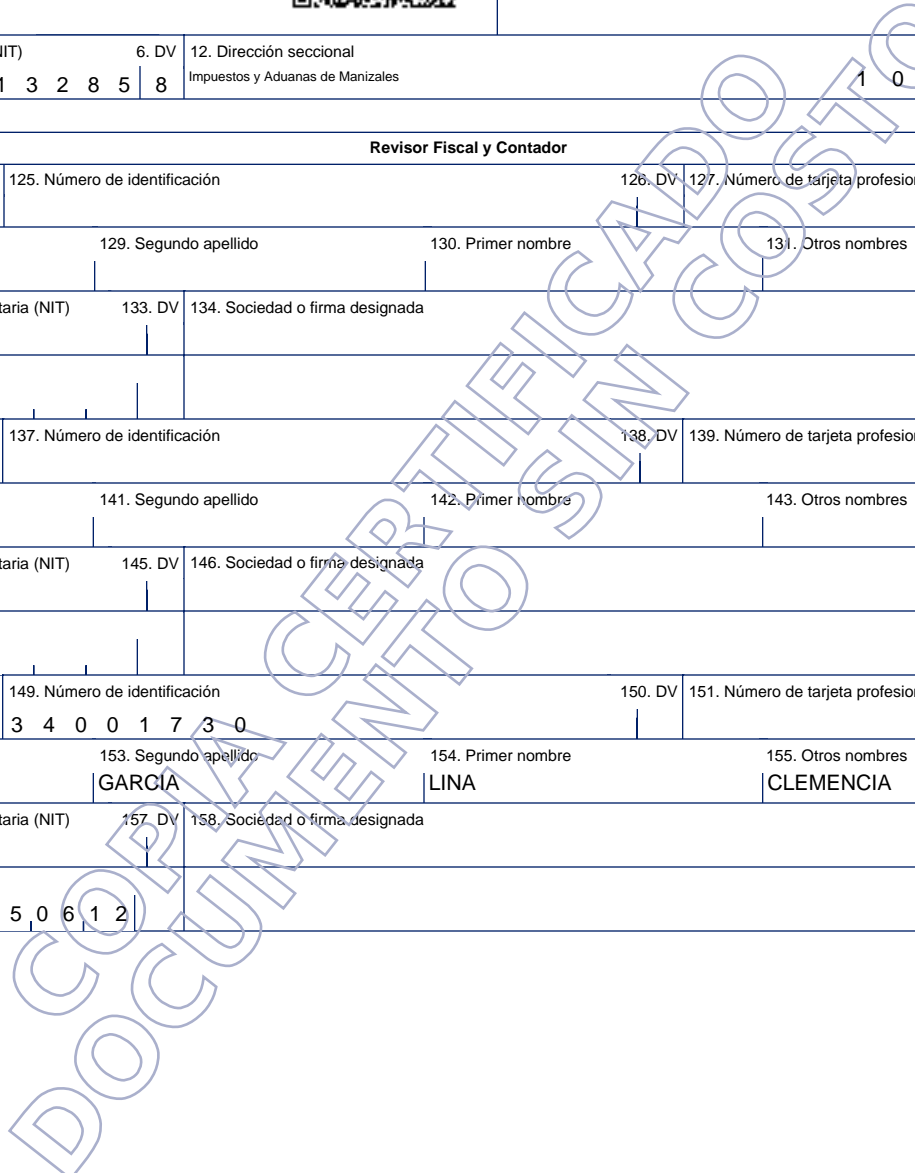 IIT) 6. DV 12. Dirección seccional
1 3 2 8 5 8 Impuestos y Aduanas de Manizales 1 0
Revisor Fiscal y Contador
125. Número de identificación 126. DV 127. Número de tarjeta profesion
129. Segundo apellido 130. Primer nombre 131. Otros nombres
taria (NIT) 133. DV 134. Sociedad o firma designada
137. Número de identificación 138. DV 139. Número de tarjeta profesion
141. Segundo apellido 142. Primer nombre 143. Otros nombres
taria (NIT) 145. DV 146. Sociedad o firma designada
149. Número de identificación 150. DV 151. Número de tarjeta profesion
3 4 0 0 1 7 3 0
153. Segundo apellido 154. Primer nombre 155. Otros nombres
GARCIA LINA CLEMENCIA
taria (NIT) 157. DV 158. Sociedad o firma designada
5 0 6 1 2
COPIA CERTIFICADO
DOCUMENTO SIN COSTO